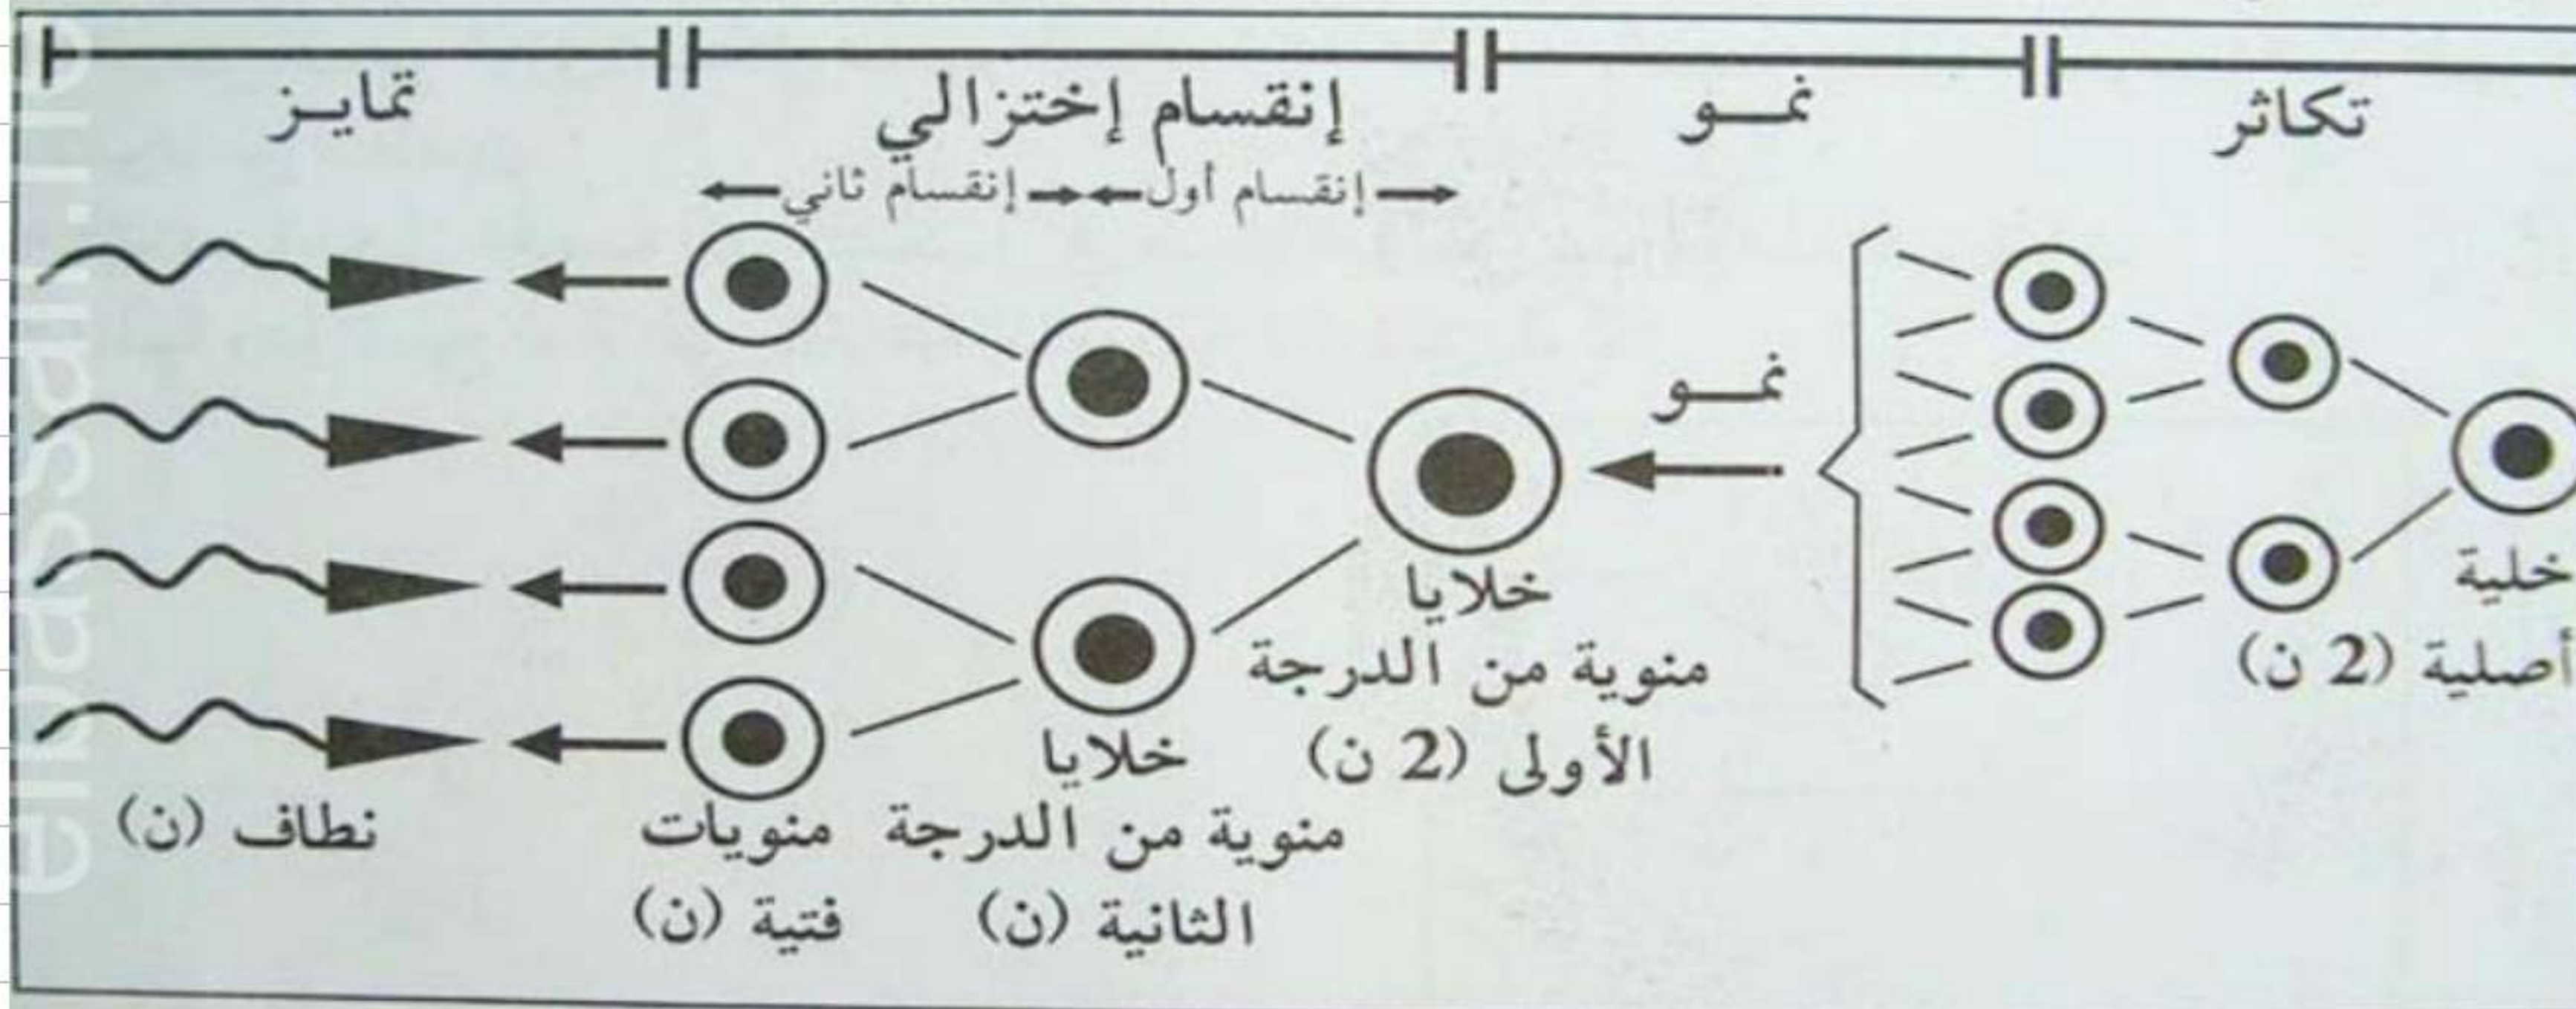 تكاثر
نمو
إنقسام إختزالي
تمايز
إنقسام أول
إنقسام ثاني
نمو
خلية
أصلية (2 ن)
خلايا
منوية من الدرجة
الأولى (2 ن)
خلايا
منوية من الدرجة
الثانية (ن)
منويات
فتية (ن)
نطاف (ن)